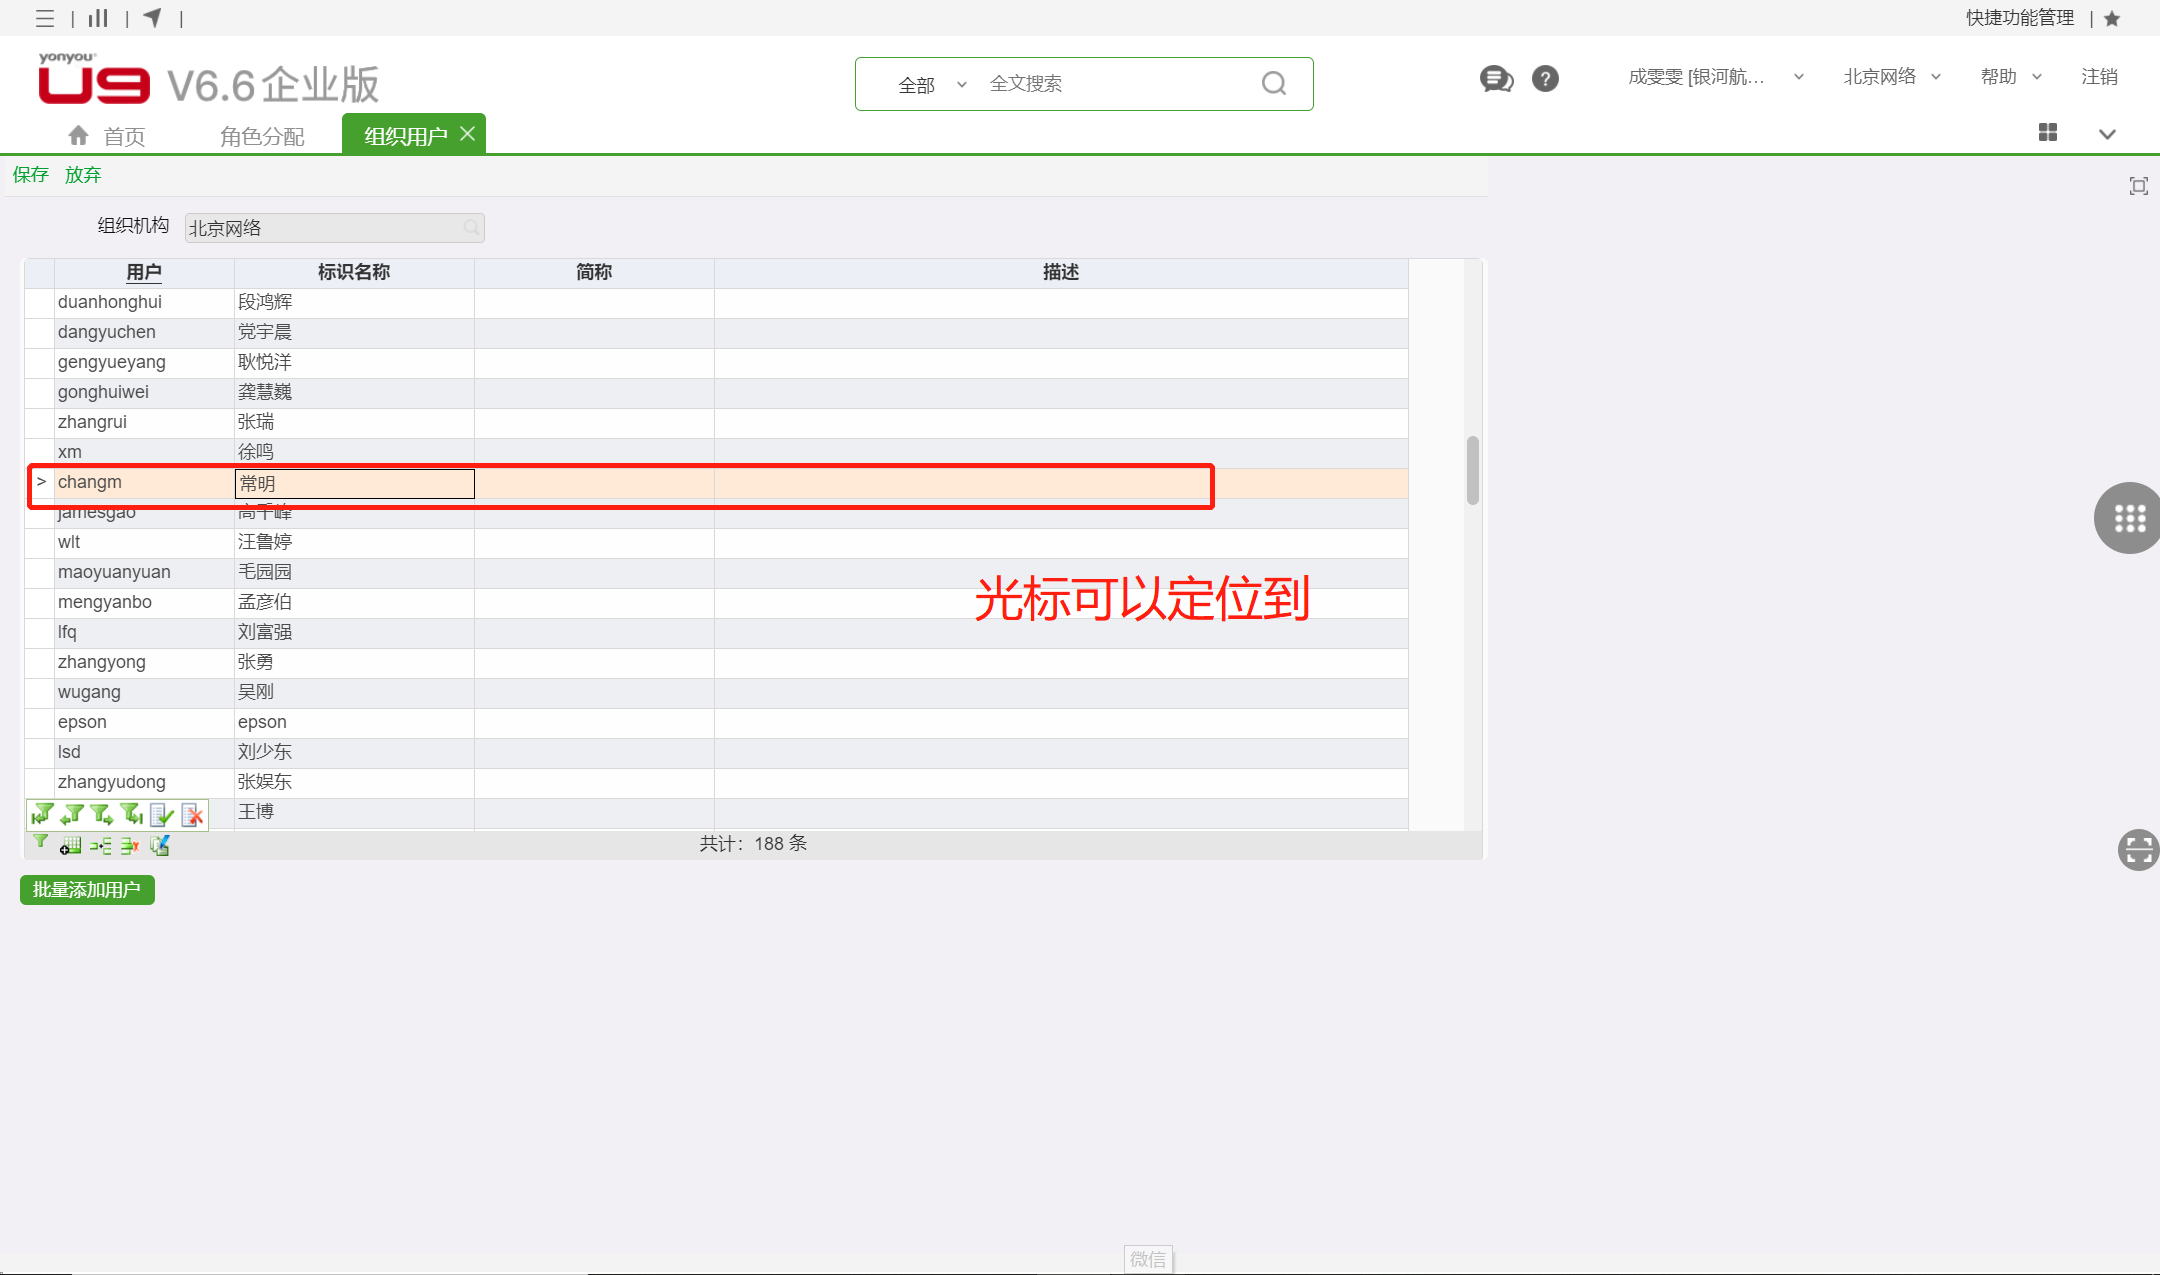 快捷功能管理
yonyou
U9 V6.6企业版
全部 全文搜索
成雯雯 [银河航... 北京网络 帮助 注销
首页 角色分配 组织用户
保存 放弃
组织机构 北京网络
用户 标识名称 简称 描述
duanhonghui 段鸿辉
dangyuchen 党宇晨
gengyueyang 耿悦洋
gonghuiwei 龚慧巍
zhangrui 张瑞
xm 徐鸣
> changm 常明
jamesgao 高千峰
wlt 汪鲁婷
maoyuanyuan 毛园园
mengyanbo 孟彦伯
光标可以定位到
lfq 刘富强
zhangyong 张勇
wugang 吴刚
epson epson
lsd 刘少东
zhangyudong 张娱东
王博
共计：188 条
批量添加用户
微信